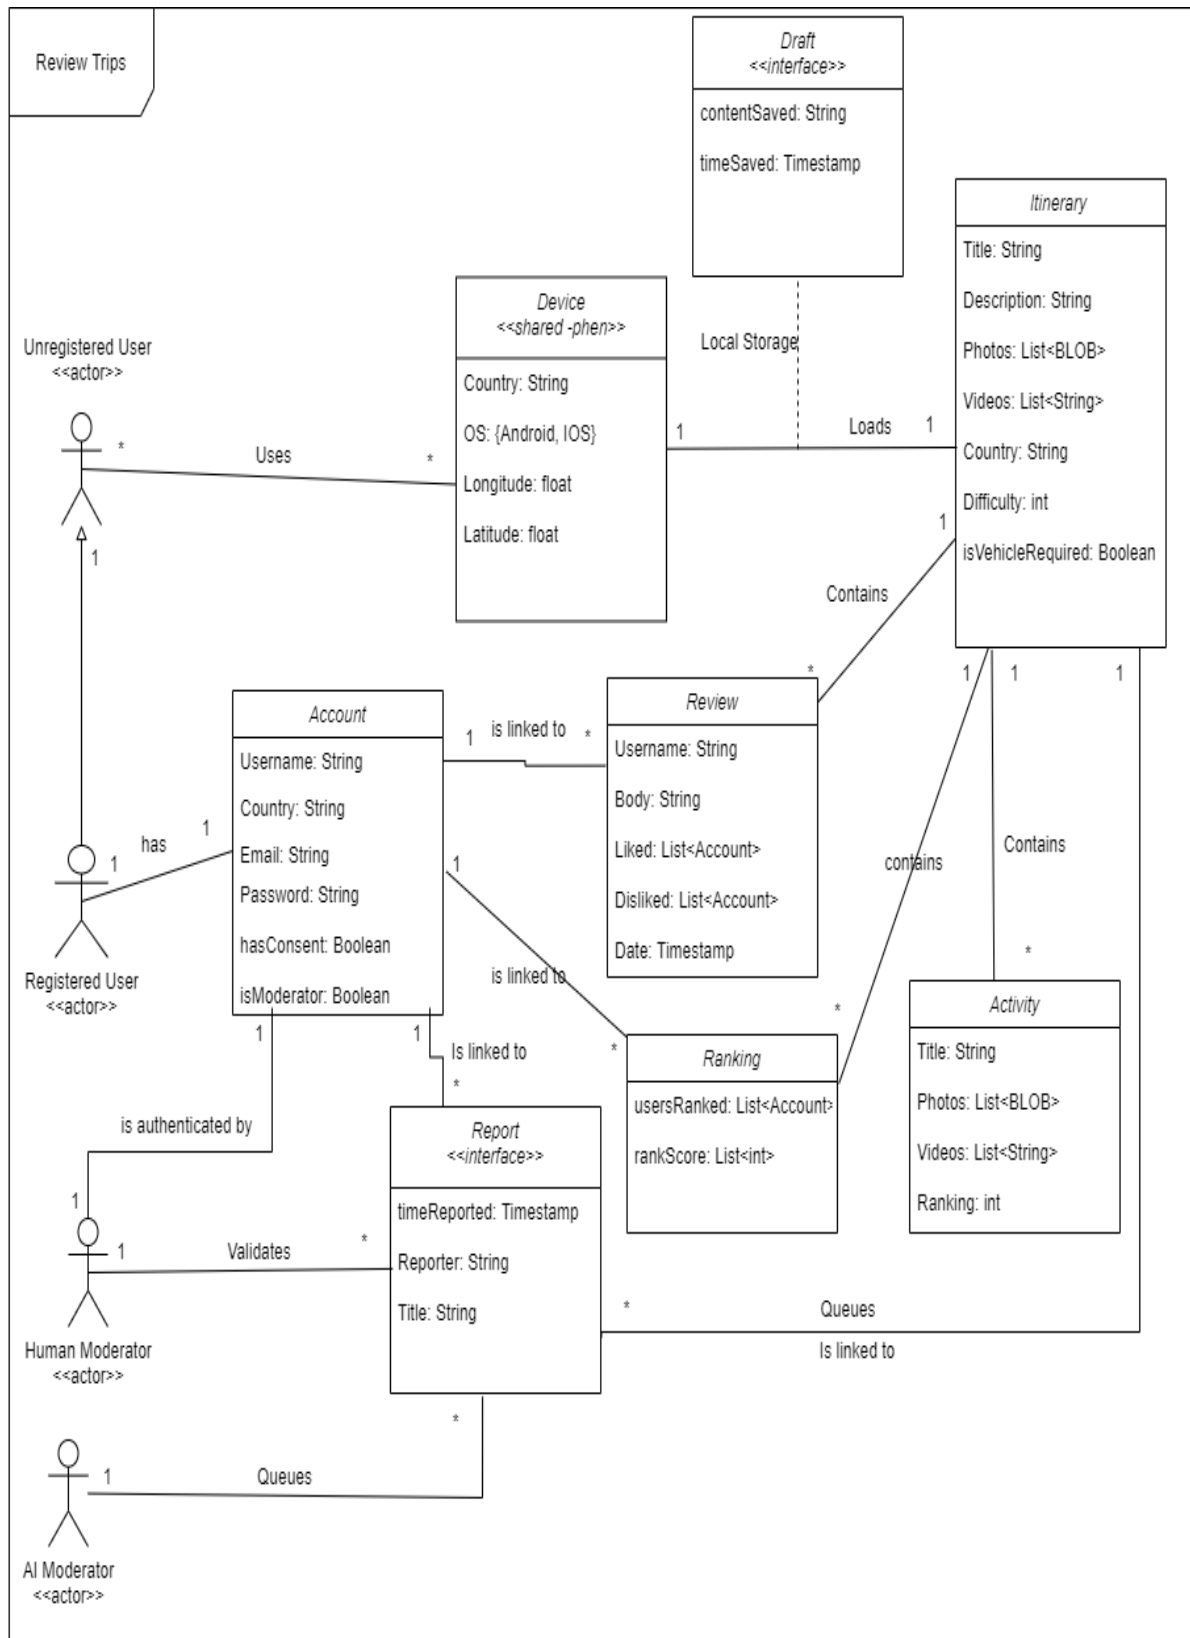 Review Trips
Draft
<<interface>>
contentSaved: String
timeSaved: Timestamp
Itinerary
Title: String
Description: String
Photos: List<BLOB>
Videos: List<String>
Country: String
Difficulty: int
isVehicleRequired: Boolean
Device
<<shared -phen>>
Country: String
OS: {Android, IOS}
Longitude: float
Latitude: float
Local Storage
1
Loads
1
Unregistered User
<<actor>>
*
Uses
*
1
1
Contains
*
Account
Username: String
Country: String
Email: String
Password: String
hasConsent: Boolean
isModerator: Boolean
1
is linked to
*
Review
Username: String
Body: String
Liked: List<Account>
Disliked: List<Account>
Date: Timestamp
1
1
1
contains
Contains
*
*
1
has
1
Registered User
<<actor>>
1
is linked to
*
Ranking
usersRanked: List<Account>
rankScore: List<int>
Activity
Title: String
Photos: List<BLOB>
Videos: List<String>
Ranking: int
1
1
Is linked to
*
is authenticated by
1
Report
<<interface>>
timeReported: Timestamp
Reporter: String
Title: String
1
Validates
*
Human Moderator
<<actor>>
*
Queues
Is linked to
*
1
Queues
AI Moderator
<<actor>>